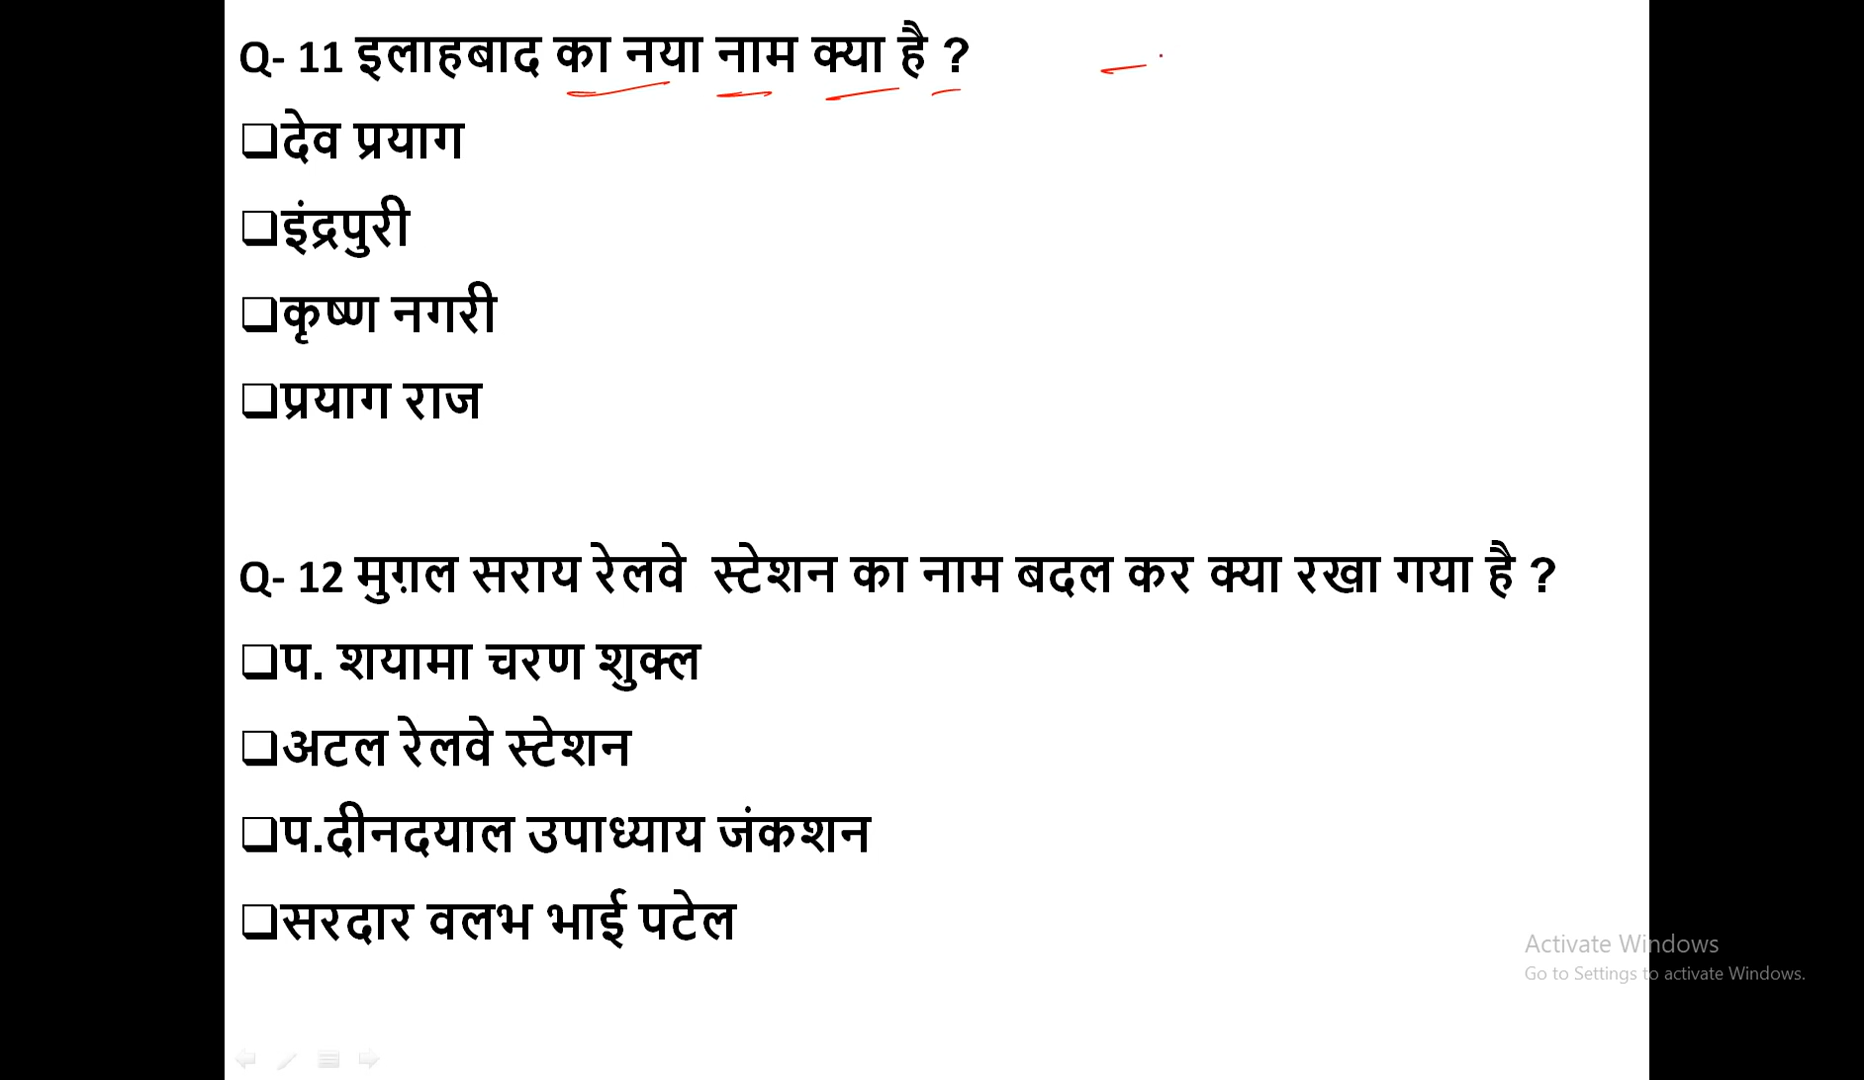 Q- 11 इलाहबाद का नया नाम क्या है ?
❑देव प्रयाग
❑इंद्रपुरी
❑कृष्ण नगरी
❑प्रयाग राज
Q- 12 मुग़ल सराय रेलवे स्टेशन का नाम बदल कर क्या रखा गया है ?
❑प. शयामा चरण शुक्ल
❑अटल रेलवे स्टेशन
❑प.दीनदयाल उपाध्याय जंकशन
❑सरदार वलभ भाई पटेल
Activate Windows
Go to Settings to activate Windows.